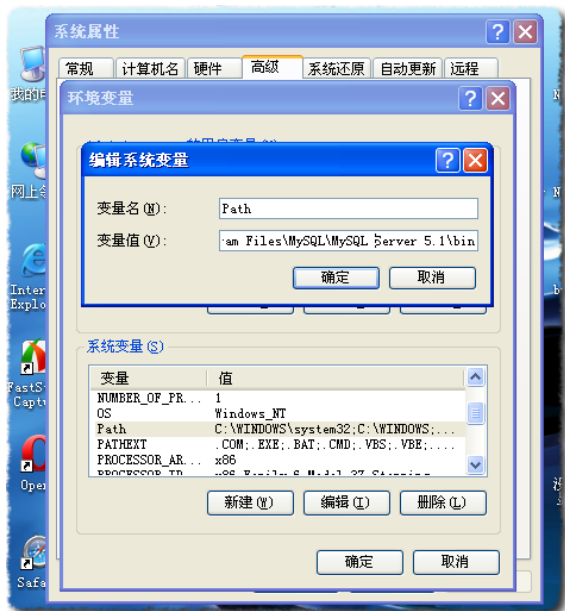 系统属性
常规 计算机名 硬件 高级 系统还原 自动更新 远程
环境变量
编辑系统变量
变量名(N): Path
变量值(V): am Files\MySQL\MySQL Server 5.1\bin
确定 取消
系统变量(S)
变量 值
NUMBER_OF_PR... 1
OS Windows_NT
Path C:\WINDOWS\system32;C:\WINDOWS;...
PATHEXT .COM;.EXE;.BAT;.CMD;.VBS;.VBE;....
PROCESSOR_AR... x86
新建(W) 编辑(I) 删除(L)
确定 取消
我的
网上
Inter
Explo
FastS
Captu
Oper
Safa